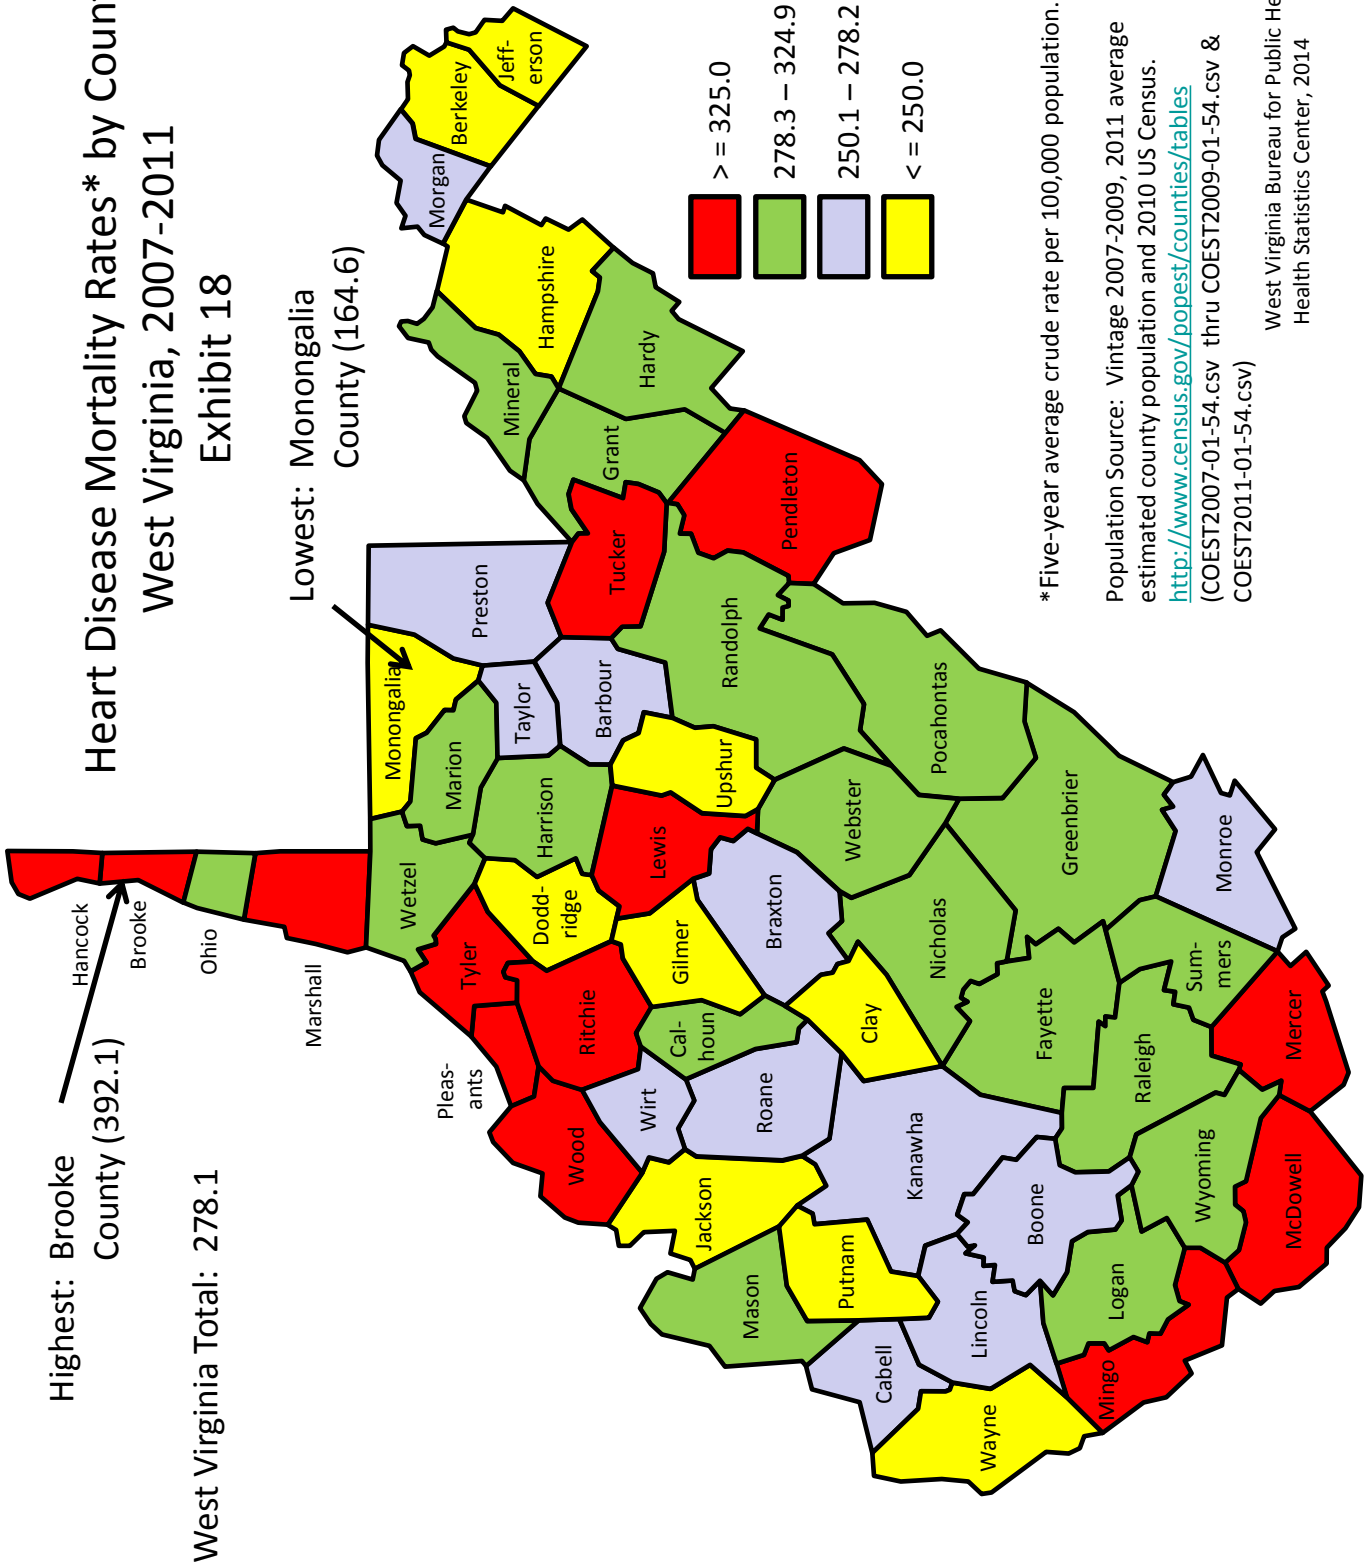 Heart Disease Mortality Rates* by Coun
West Virginia, 2007-2011
Exhibit 18
Highest: Brooke
County (392.1)
West Virginia Total: 278.1
Lowest: Monongalia
County (164.6)
Hancock
Brooke
Ohio
Marshall
Wetzel
Monongalia
Marion
Preston
Taylor
Barbour
Harrison
Dodd-
ridge
Tyler
Pleas-
ants
Ritchie
Wood
Wirt
Cal-
houn
Gilmer
Lewis
Upshur
Tucker
Randolph
Grant
Mineral
Hampshire
Hardy
Morgan
Berkeley
Jeff-
erson
Pendleton
Pocahontas
Webster
Braxton
Clay
Roane
Jackson
Mason
Putnam
Kanawha
Nicholas
Greenbrier
Fayette
Monroe
Sum-
mers
Raleigh
Mercer
Wyoming
McDowell
Boone
Logan
Lincoln
Cabell
Wayne
Mingo
> = 325.0
278.3 – 324.9
250.1 – 278.2
< = 250.0
*Five-year average crude rate per 100,000 population.
Population Source: Vintage 2007-2009, 2011 average
estimated county population and 2010 US Census.
http://www.census.gov/popest/counties/tables
(COEST2007-01-54.csv thru COEST2009-01-54.csv &
COEST2011-01-54.csv)
West Virginia Bureau for Public He
Health Statistics Center, 2014